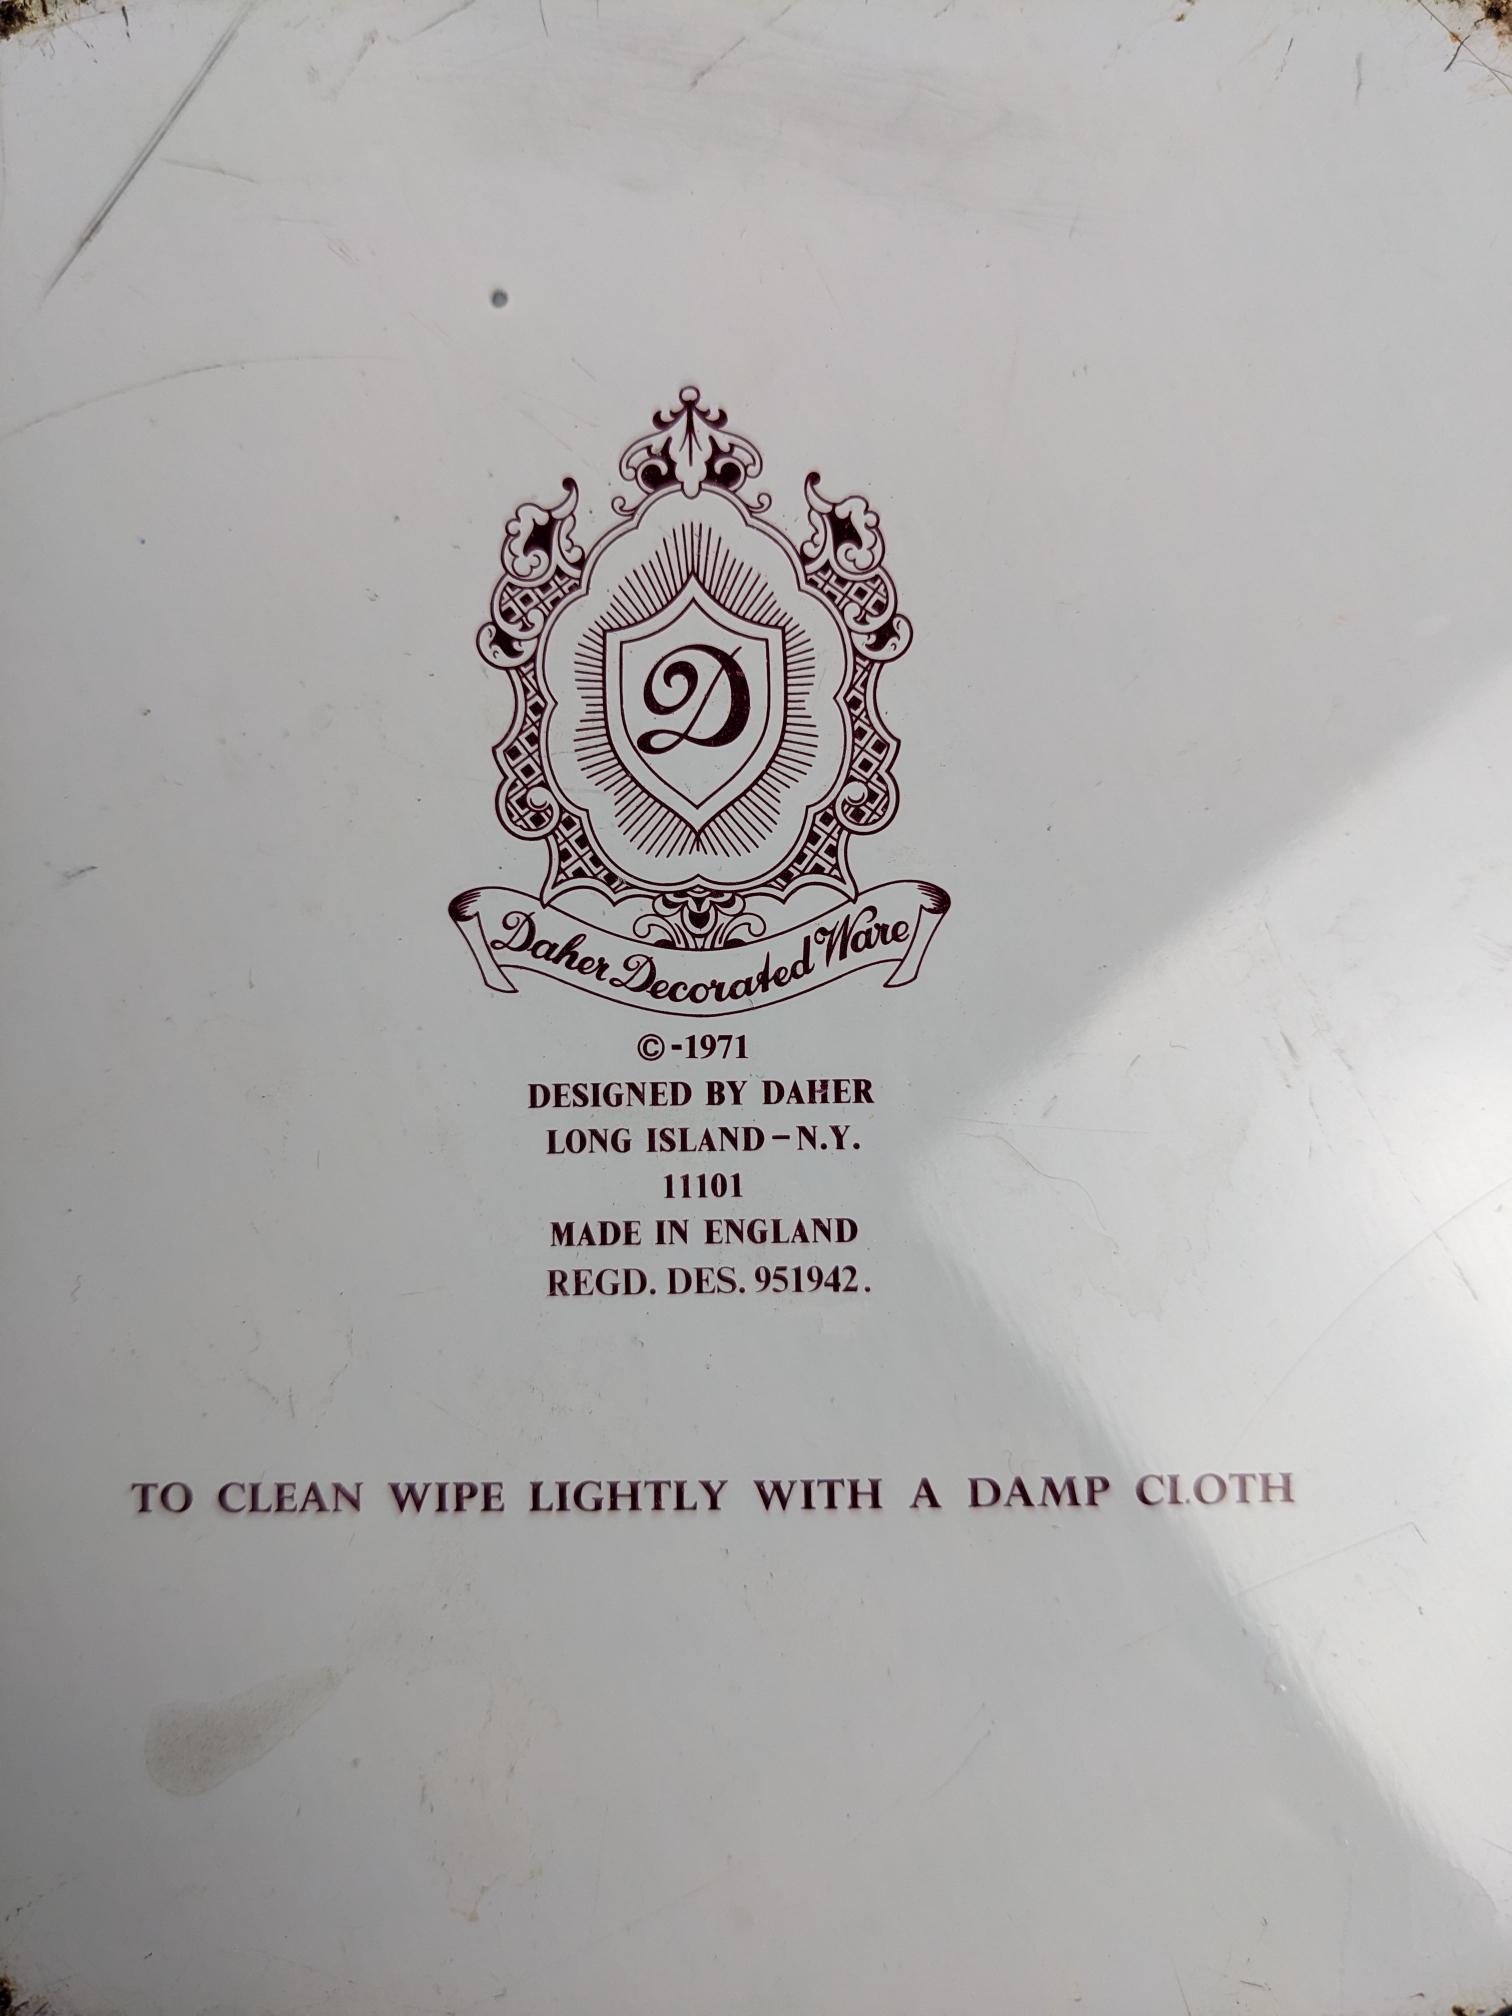 D
Daher Decorated Ware
©-1971
DESIGNED BY DAHER
LONG ISLAND – N.Y.
11101
MADE IN ENGLAND
REGD. DES. 951942.
TO CLEAN WIPE LIGHTLY WITH A DAMP CLOTH